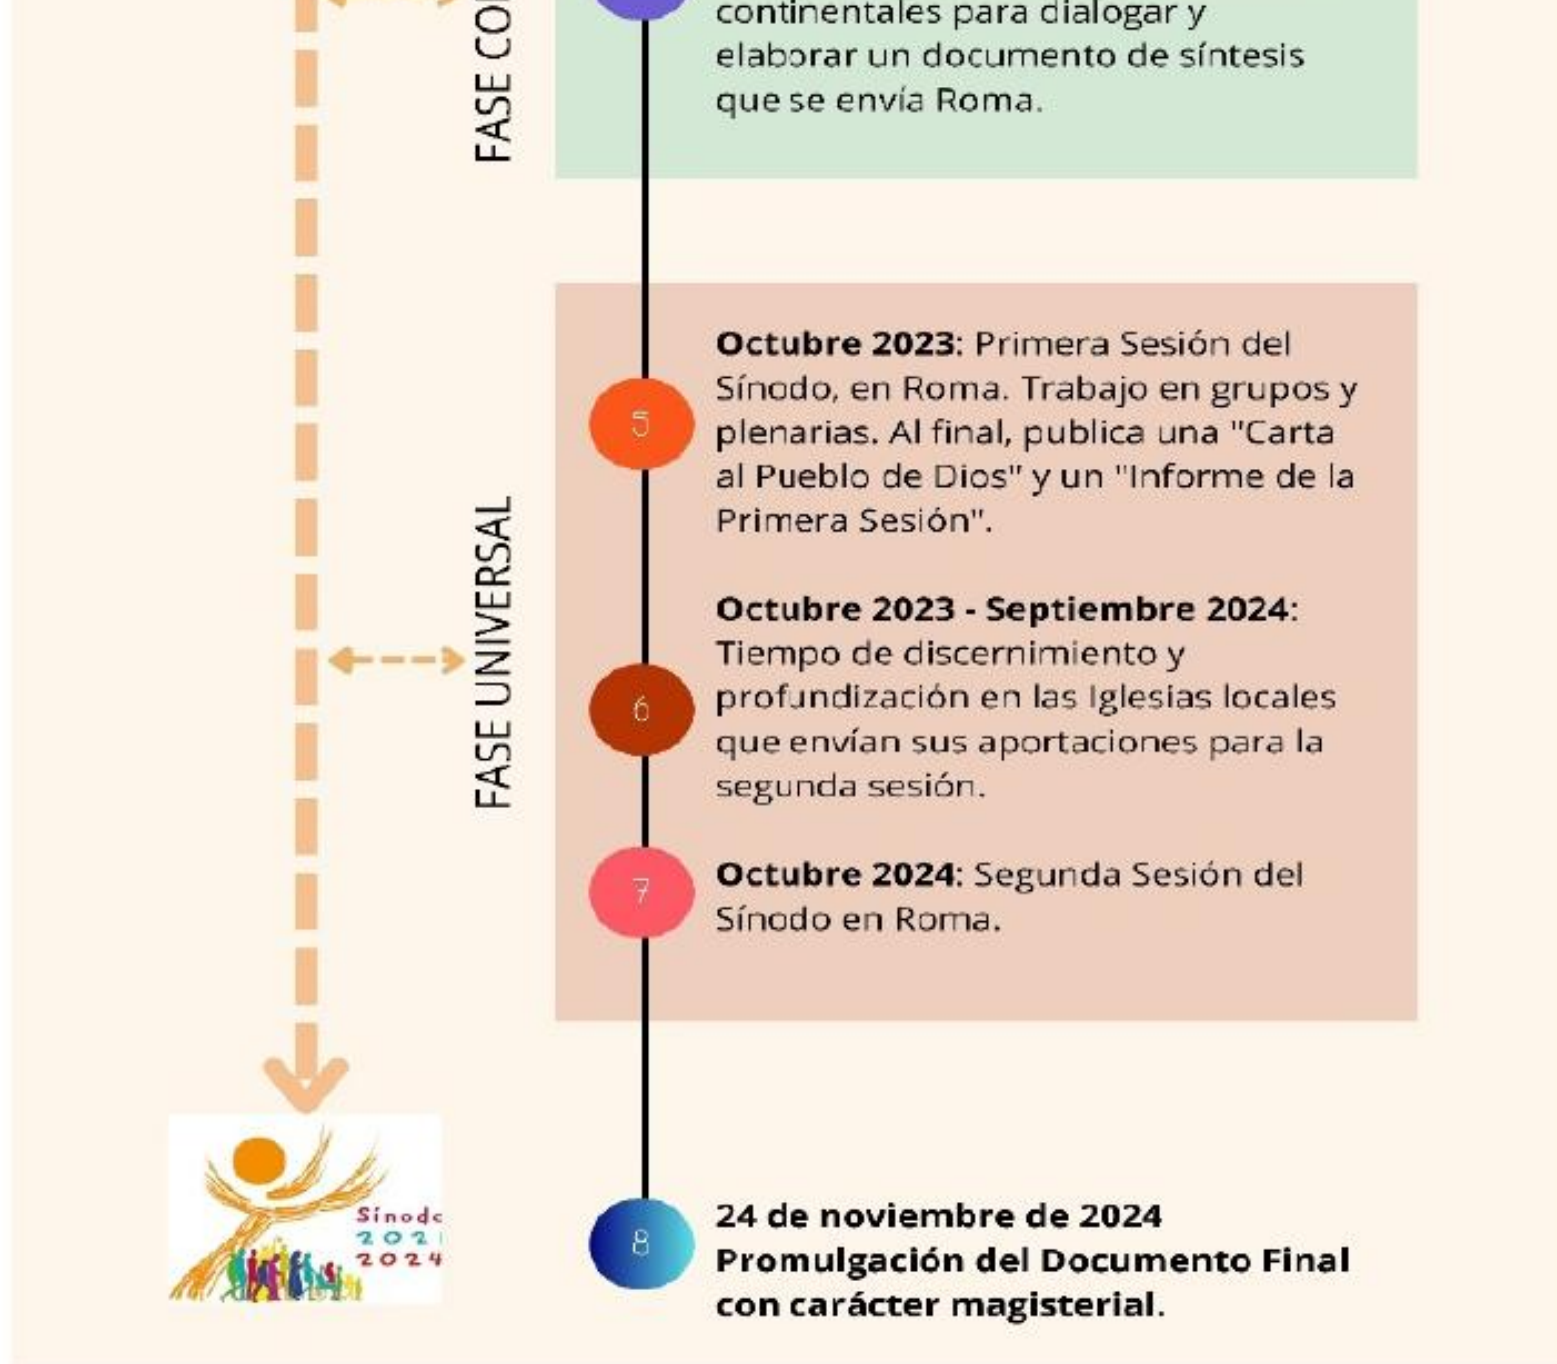 continentales para dialogar y
elaborar un documento de síntesis
que se envía Roma.
FASE CO
Octubre 2023: Primera Sesión del
Sínodo, en Roma. Trabajo en grupos y
plenarias. Al final, publica una "Carta
al Pueblo de Dios" y un "Informe de la
Primera Sesión".
5
FASE UNIVERSAL
Octubre 2023 - Septiembre 2024:
Tiempo de discernimiento y
profundización en las Iglesias locales
que envían sus aportaciones para la
segunda sesión.
6
Octubre 2024: Segunda Sesión del
Sínodo en Roma.
7
Sínodo
202
2024
24 de noviembre de 2024
Promulgación del Documento Final
con carácter magisterial.
8